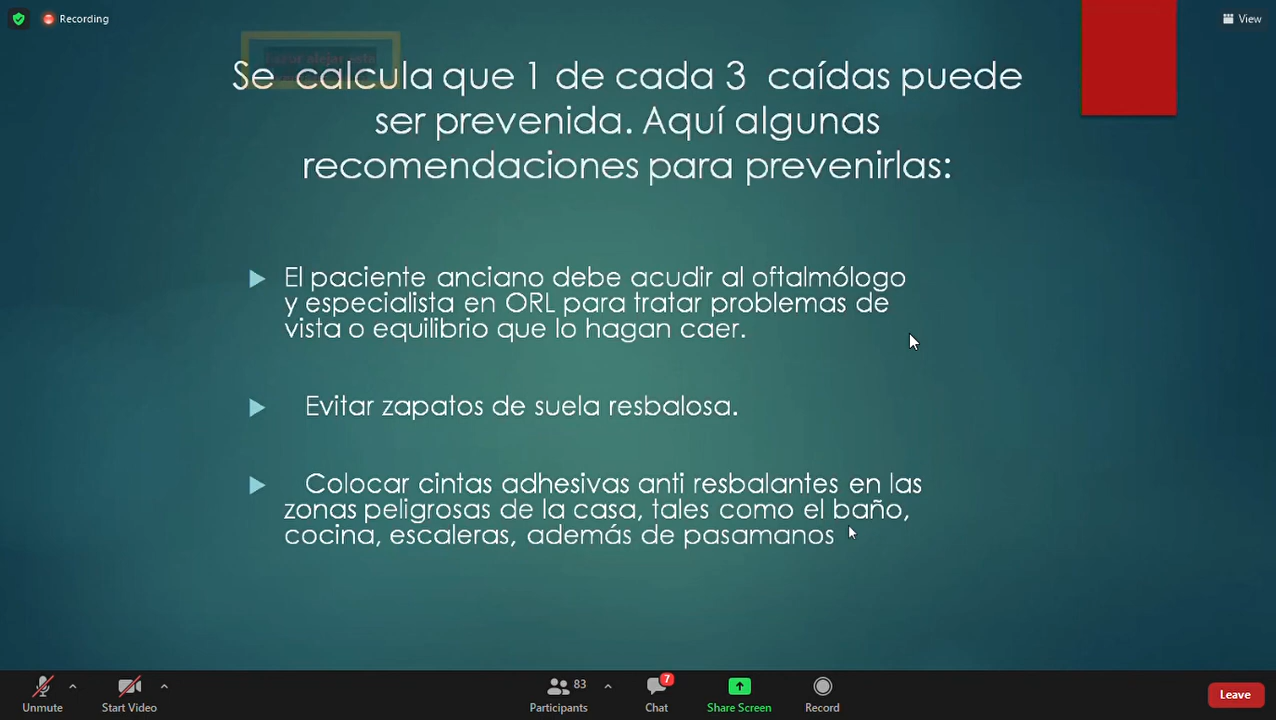 Recording
View
Se calcula que 1 de cada 3 caídas puede
ser prevenida. Aquí algunas
recomendaciones para prevenirlas:
El paciente anciano debe acudir al oftalmólogo
y especialista en ORL para tratar problemas de
vista o equilibrio que lo hagan caer.
Evitar zapatos de suela resbalosa.
Colocar cintas adhesivas anti resbalantes en las
zonas peligrosas de la casa, tales como el baño,
cocina, escaleras, además de pasamanos
83
7
Unmute
Start Video
Participants
Chat
Share Screen
Record
Leave